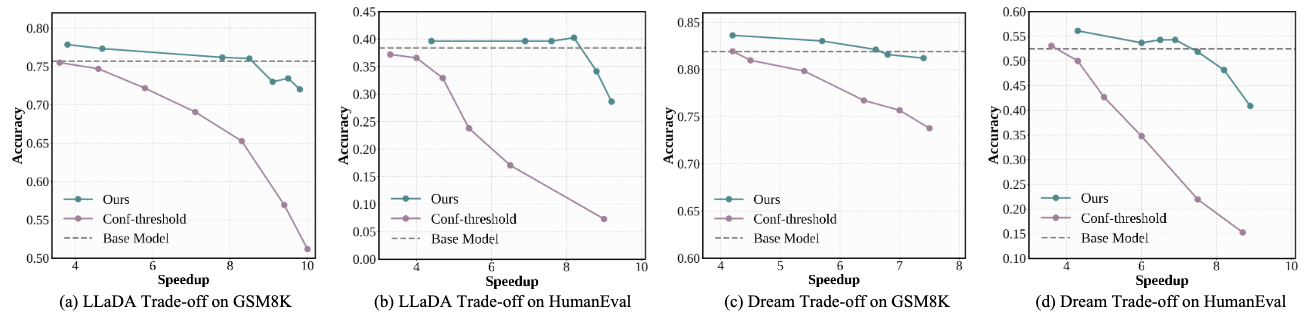 0.80
0.75
0.70
0.65
0.60
0.55
0.50
Accuracy
Ours
Conf-threshold
Base Model
4 6 8 10
Speedup
(a) LLaDA Trade-off on GSM8K
0.45
0.40
0.35
0.30
0.25
0.20
0.15
0.10
0.05
0.00
Accuracy
Ours
Conf-threshold
Base Model
4 6 8 10
Speedup
(b) LLaDA Trade-off on HumanEval
0.85
0.80
0.75
0.70
0.65
0.60
Accuracy
Ours
Conf-threshold
Base Model
4 5 6 7 8
Speedup
(c) Dream Trade-off on GSM8K
0.60
0.55
0.50
0.45
0.40
0.35
0.30
0.25
0.20
0.15
0.10
Accuracy
Ours
Conf-threshold
Base Model
4 6 8 10
Speedup
(d) Dream Trade-off on HumanEval